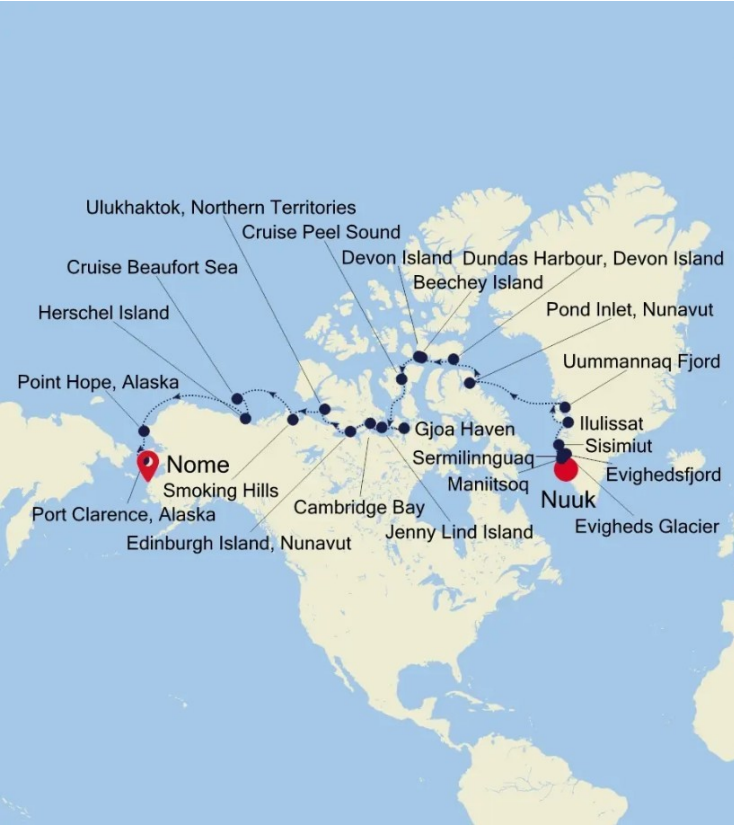 Ulukhaktok, Northern Territories
Cruise Peel Sound
Devon Island
Dundas Harbour, Devon Island
Cruise Beaufort Sea
Beechey Island
Herschel Island
Pond Inlet, Nunavut
Uummannaq Fjord
Point Hope, Alaska
Ilulissat
Gjoa Haven
Sisimiut
Sermilinnguaq
Nome
Evighedsfjord
Maniitsoq
Smoking Hills
Nuuk
Cambridge Bay
Port Clarence, Alaska
Evigheds Glacier
Jenny Lind Island
Edinburgh Island, Nunavut